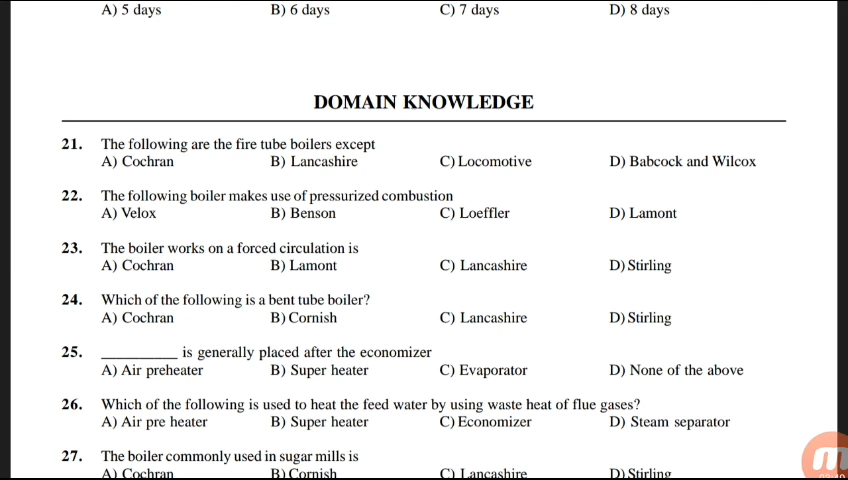 A) 5 days B) 6 days C) 7 days D) 8 days
DOMAIN KNOWLEDGE
21. The following are the fire tube boilers except
A) Cochran B) Lancashire C) Locomotive D) Babcock and Wilcox
22. The following boiler makes use of pressurized combustion
A) Velox B) Benson C) Loeffler D) Lamont
23. The boiler works on a forced circulation is
A) Cochran B) Lamont C) Lancashire D) Stirling
24. Which of the following is a bent tube boiler?
A) Cochran B) Cornish C) Lancashire D) Stirling
25. __________ is generally placed after the economizer
A) Air preheater B) Super heater C) Evaporator D) None of the above
26. Which of the following is used to heat the feed water by using waste heat of flue gases?
A) Air pre heater B) Super heater C) Economizer D) Steam separator
27. The boiler commonly used in sugar mills is
A) Cochran B) Cornish C) Lancashire D) Stirling